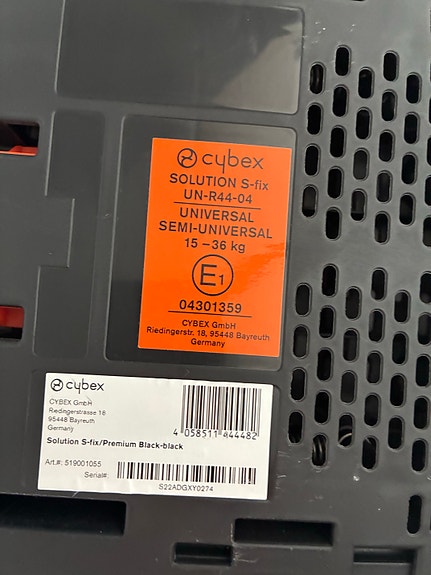 cybex
SOLUTION S-fix
UN-R44-04
UNIVERSAL
SEMI-UNIVERSAL
15 – 36 kg
E1
04301359
CYBEX GmbH
Riedingerstr. 18, 95448 Bayreuth
Germany
cybex
CYBEX GmbH
Riedingerstrasse 18
95448 Bayreuth
Germany
4 058511 044482
Solution S-fix/Premium Black-black
Art.#: 519001055
Serial#:
S22ADGXY0274